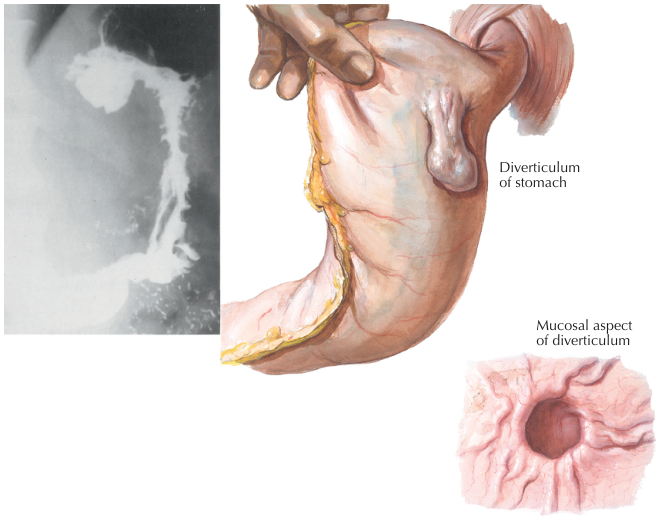 Diverticulum
of stomach
Mucosal aspect
of diverticulum